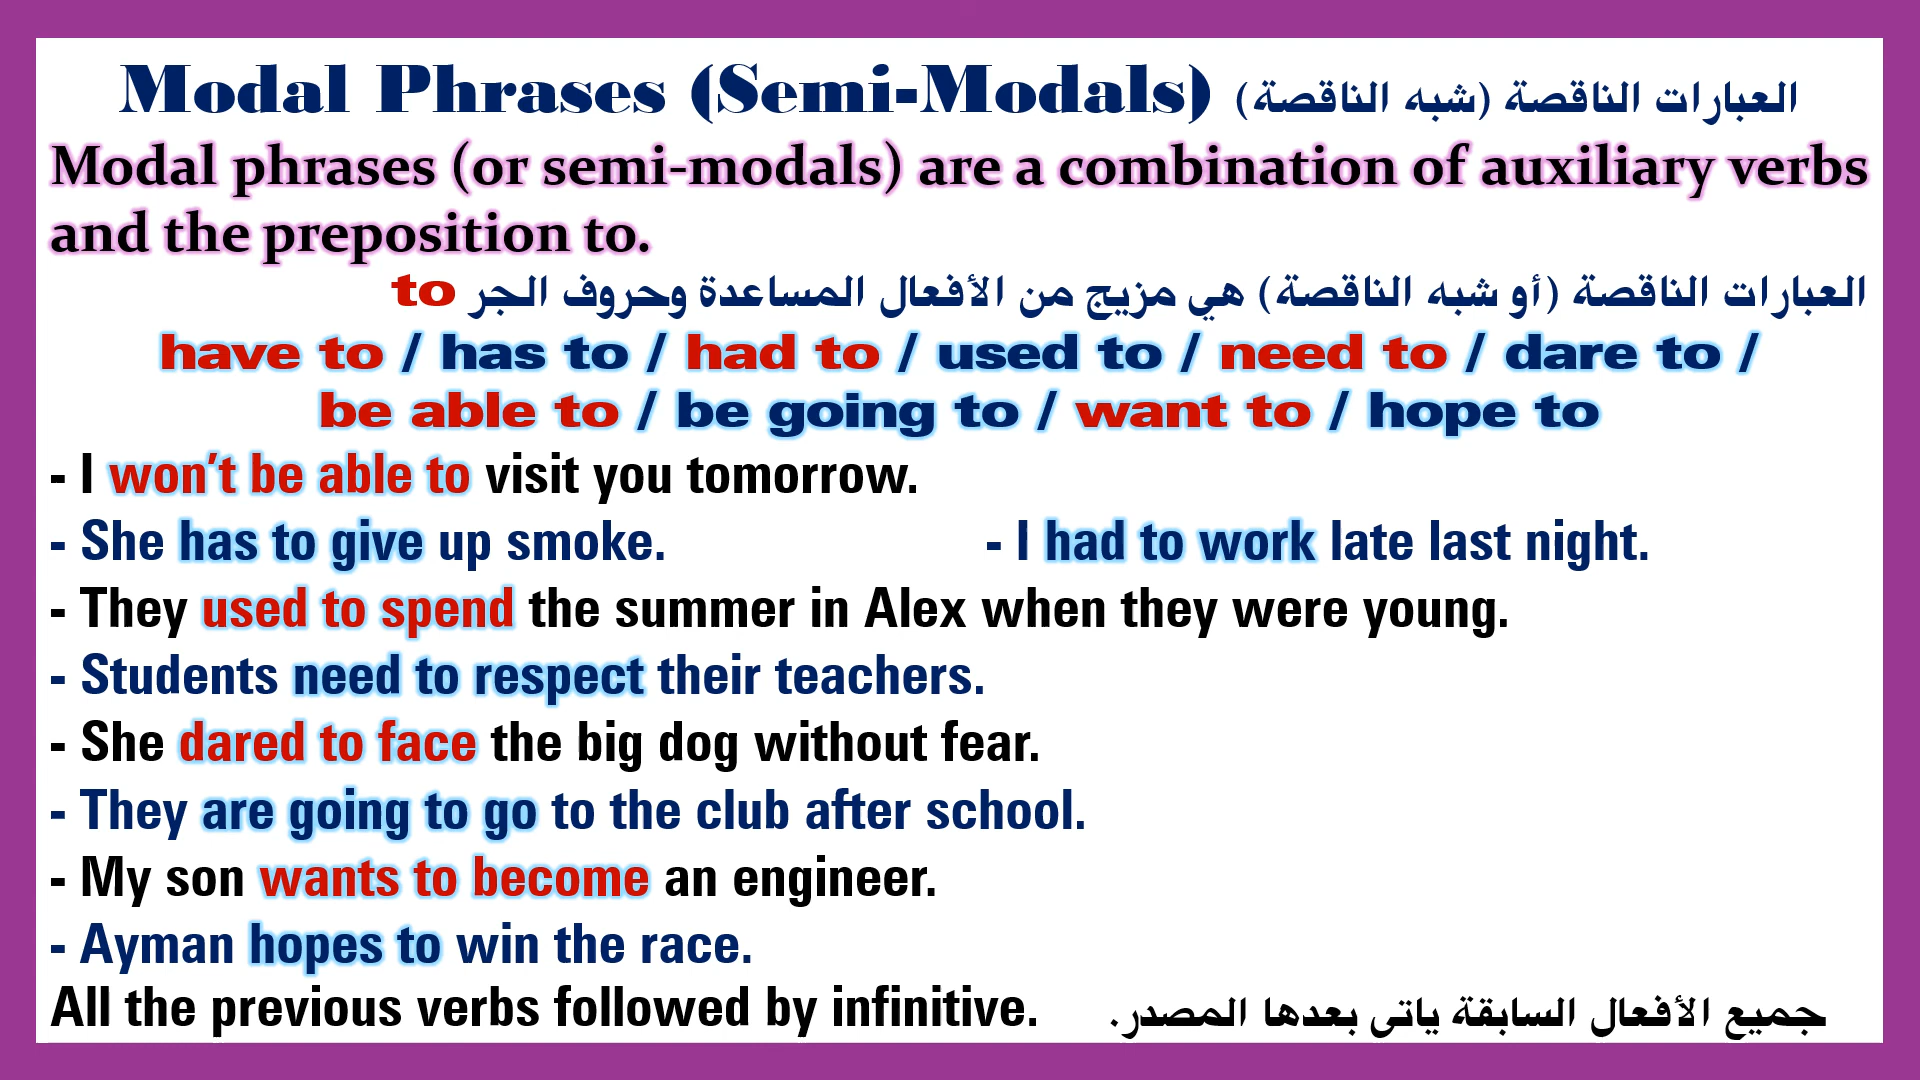 Modal Phrases (Semi-Modals) العبارات الناقصة (شبه الناقصة)
Modal phrases (or semi-modals) are a combination of auxiliary verbs
and the preposition to.
العبارات الناقصة (أو شبه الناقصة) هي مزيج من الأفعال المساعدة وحروف الجر to
have to / has to / had to / used to / need to / dare to /
be able to / be going to / want to / hope to
- I won’t be able to visit you tomorrow.
- She has to give up smoke. - I had to work late last night.
- They used to spend the summer in Alex when they were young.
- Students need to respect their teachers.
- She dared to face the big dog without fear.
- They are going to go to the club after school.
- My son wants to become an engineer.
- Ayman hopes to win the race.
All the previous verbs followed by infinitive. جميع الأفعال السابقة ياتى بعدها المصدر.